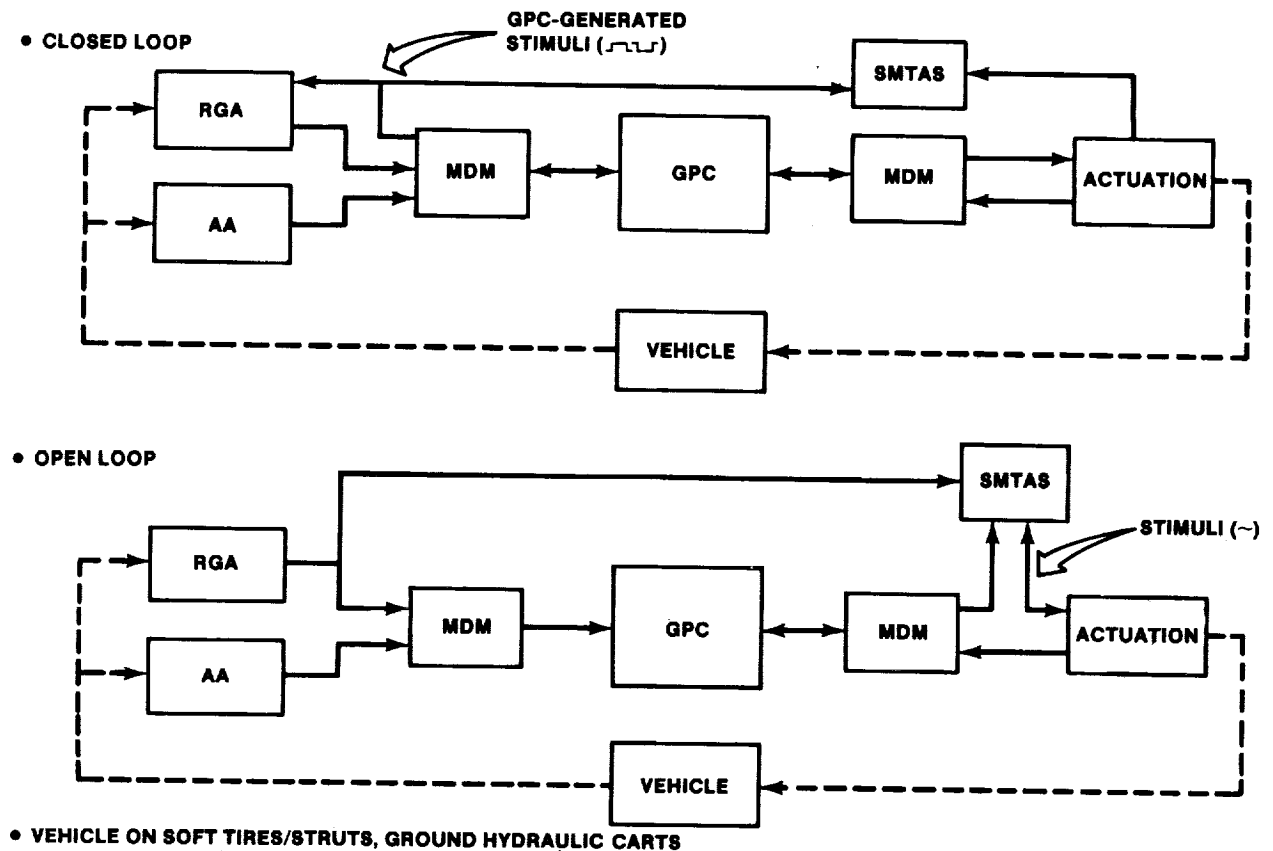 GPC-GENERATED
STIMULI ( )
• CLOSED LOOP
SMTAS
RGA
MDM
GPC
MDM
ACTUATION
AA
VEHICLE
• OPEN LOOP
SMTAS
STIMULI (~)
RGA
MDM
GPC
MDM
ACTUATION
AA
VEHICLE
• VEHICLE ON SOFT TIRES/STRUTS, GROUND HYDRAULIC CARTS